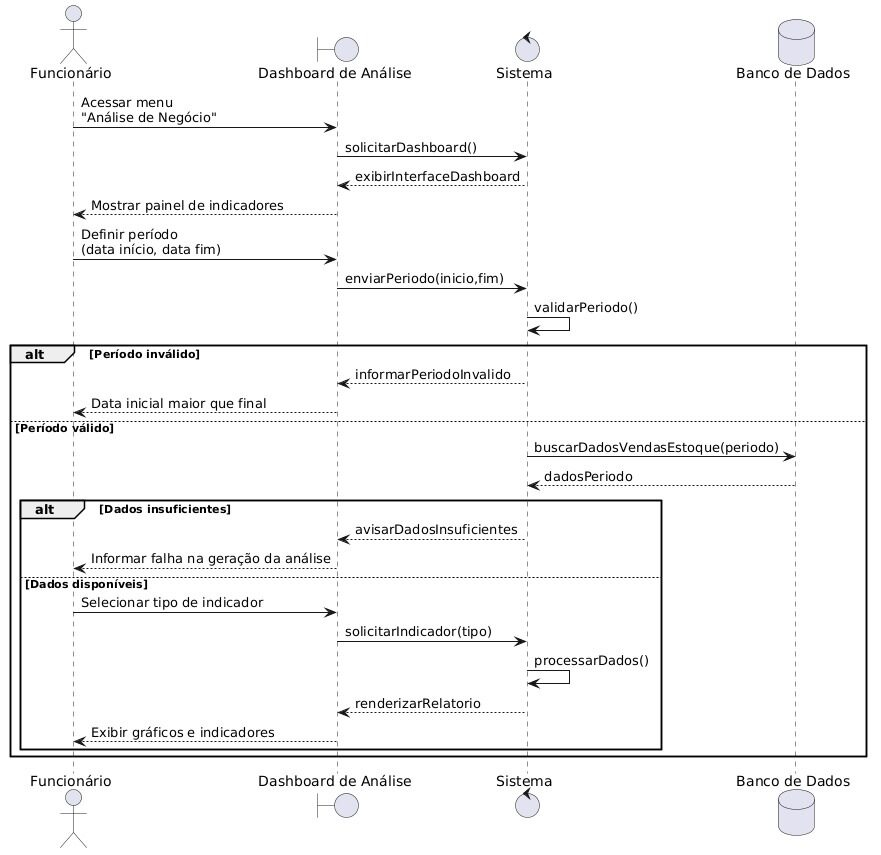 Funcionário
Dashboard de Análise
Sistema
Banco de Dados
Acessar menu
"Análise de Negócio"
solicitarDashboard()
exibirInterfaceDashboard
Mostrar painel de indicadores
Definir período
(data início, data fim)
enviarPeriodo(inicio,fim)
validarPeriodo()
alt
[Período inválido]
informarPeriodoInvalido
Data inicial maior que final
[Período válido]
buscarDadosVendasEstoque(periodo)
dadosPeriodo
alt
[Dados insuficientes]
avisarDadosInsuficientes
Informar falha na geração da análise
[Dados disponíveis]
Selecionar tipo de indicador
solicitarIndicador(tipo)
processarDados()
renderizarRelatorio
Exibir gráficos e indicadores
Funcionário
Dashboard de Análise
Sistema
Banco de Dados